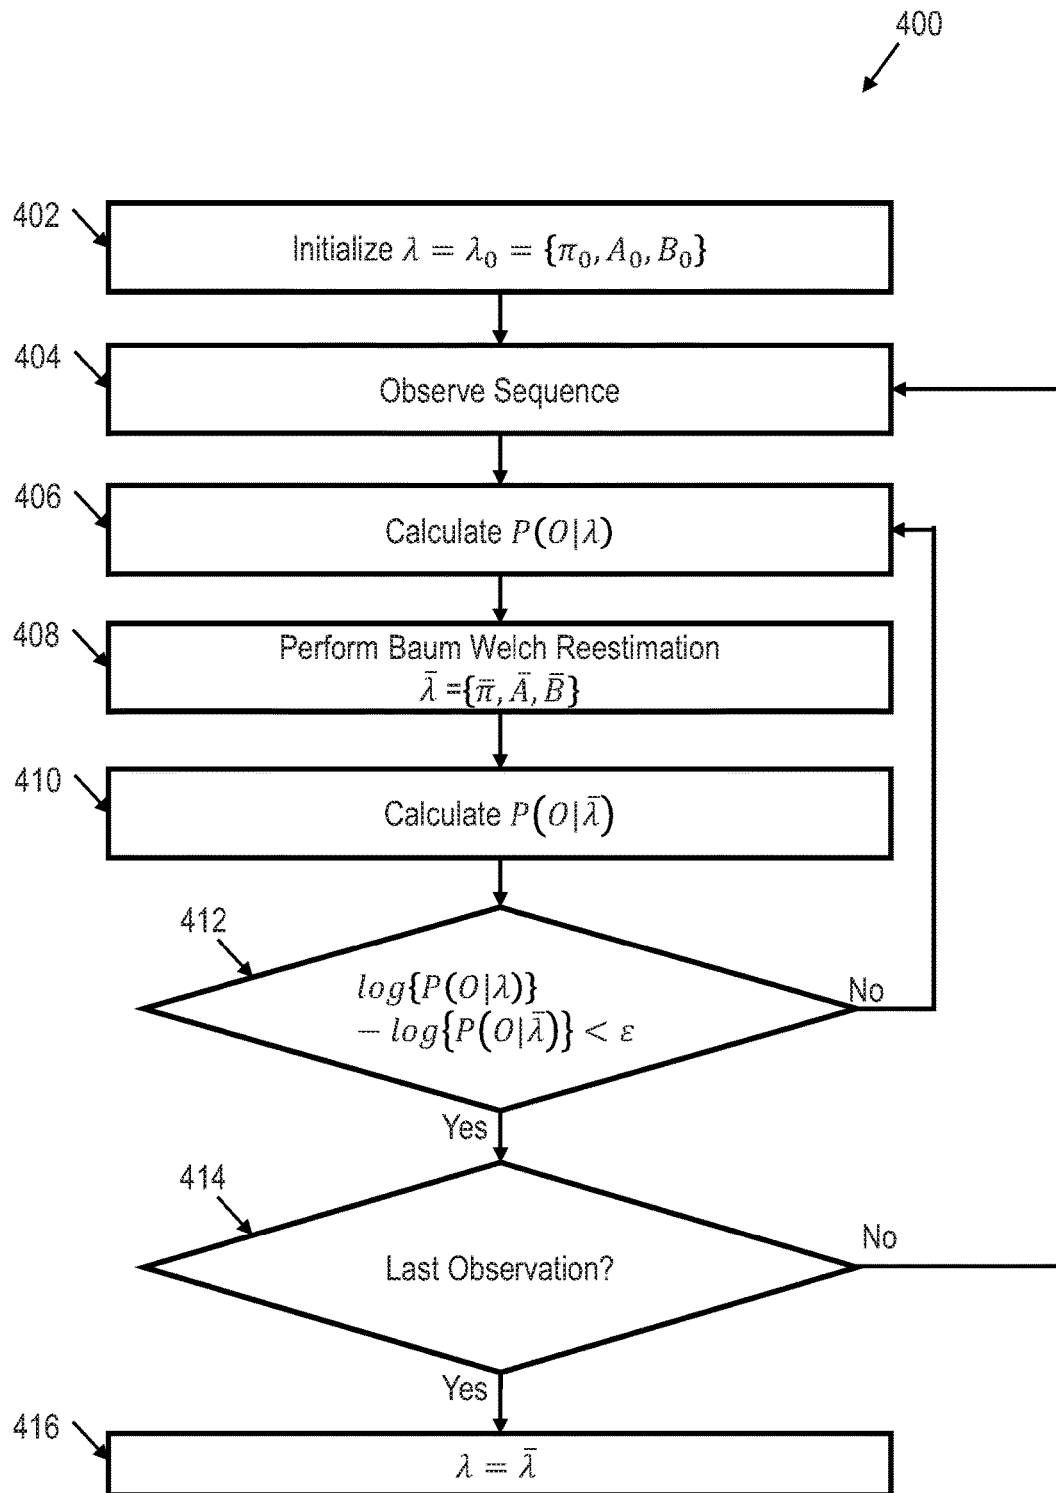 400
402
Initialize λ = λ₀ = {π₀, A₀, B₀}
404
Observe Sequence
406
Calculate P(O|λ)
408
Perform Baum Welch Reestimation
λ̄ ={π̄, Ā, B̄}
410
Calculate P(O|λ̄)
412
log{P(O|λ)}
− log{P(O|λ̄)} < ε
No
Yes
414
Last Observation?
No
Yes
416
λ = λ̄